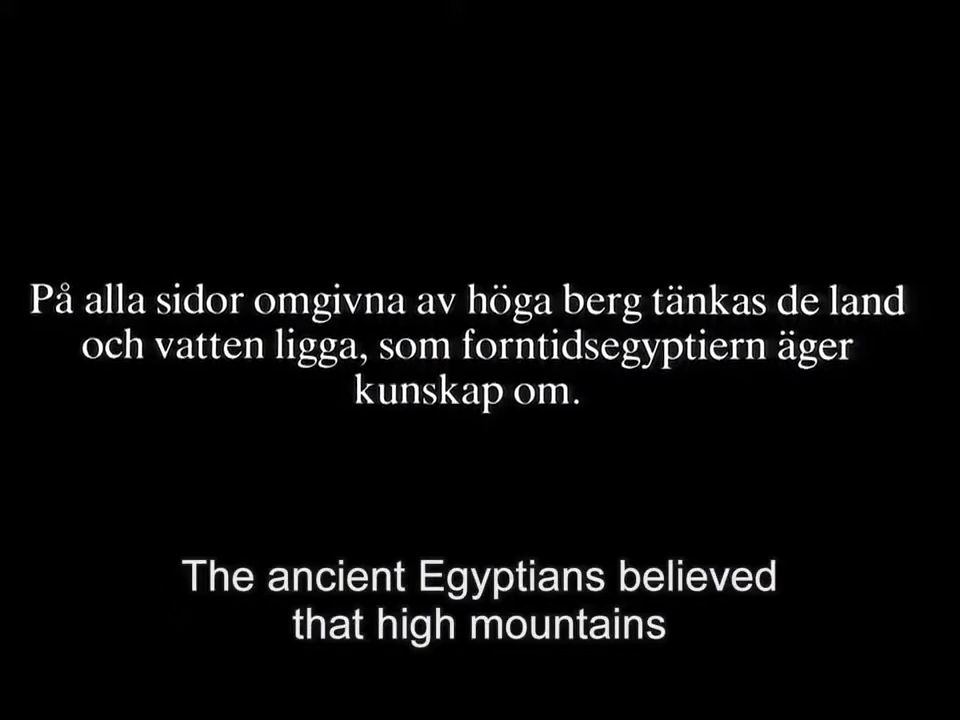 På alla sidor omgivna av höga berg tänkas de land
och vatten ligga, som forntidsegyptiern äger
kunskap om.
The ancient Egyptians believed
that high mountains